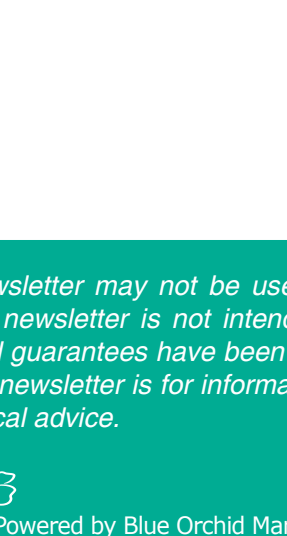 wsletter may not be use
newsletter is not intend
l guarantees have been
newsletter is for informa
cal advice.
Powered by Blue Orchid Mar